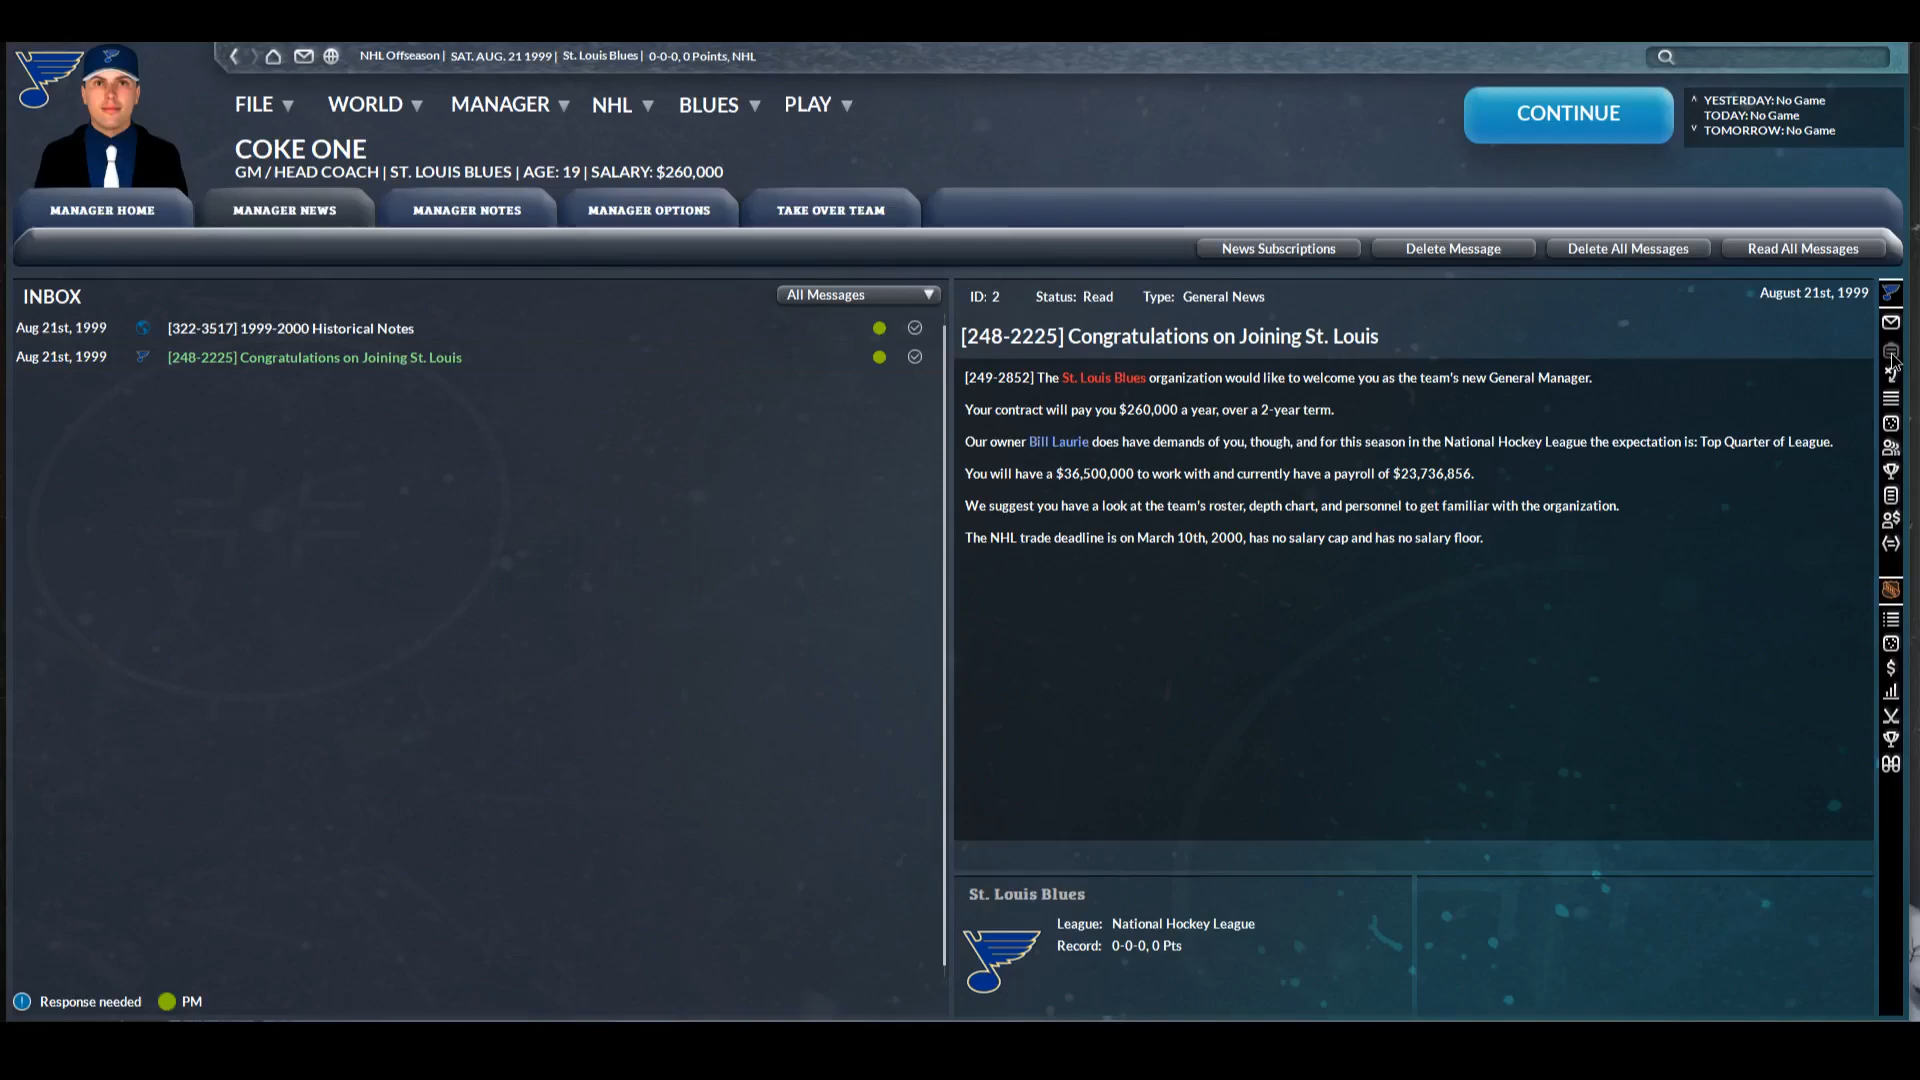 NHL Offseason | SAT. AUG. 21 1999 | St. Louis Blues | 0-0-0, 0 Points, NHL
FILE WORLD MANAGER NHL BLUES PLAY
CONTINUE
YESTERDAY: No Game
TODAY: No Game
TOMORROW: No Game
COKE ONE
GM / HEAD COACH | ST. LOUIS BLUES | AGE: 19 | SALARY: $260,000
MANAGER HOME MANAGER NEWS MANAGER NOTES MANAGER OPTIONS TAKE OVER TEAM
News Subscriptions Delete Message Delete All Messages Read All Messages
INBOX All Messages
Aug 21st, 1999 [322-3517] 1999-2000 Historical Notes
Aug 21st, 1999 [248-2225] Congratulations on Joining St. Louis
Response needed PM
ID: 2 Status: Read Type: General News August 21st, 1999
[248-2225] Congratulations on Joining St. Louis
[249-2852] The St. Louis Blues organization would like to welcome you as the team's new General Manager.
Your contract will pay you $260,000 a year, over a 2-year term.
Our owner Bill Laurie does have demands of you, though, and for this season in the National Hockey League the expectation is: Top Quarter of League.
You will have a $36,500,000 to work with and currently have a payroll of $23,736,856.
We suggest you have a look at the team's roster, depth chart, and personnel to get familiar with the organization.
The NHL trade deadline is on March 10th, 2000, has no salary cap and has no salary floor.
St. Louis Blues
League: National Hockey League
Record: 0-0-0, 0 Pts